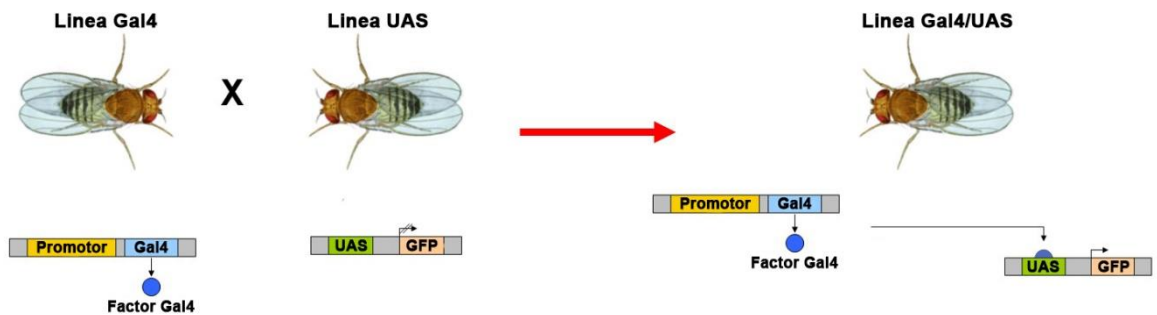 Linea Gal4
X
Linea UAS
Linea Gal4/UAS
Promotor Gal4
Factor Gal4
UAS GFP
Promotor Gal4
Factor Gal4
UAS GFP